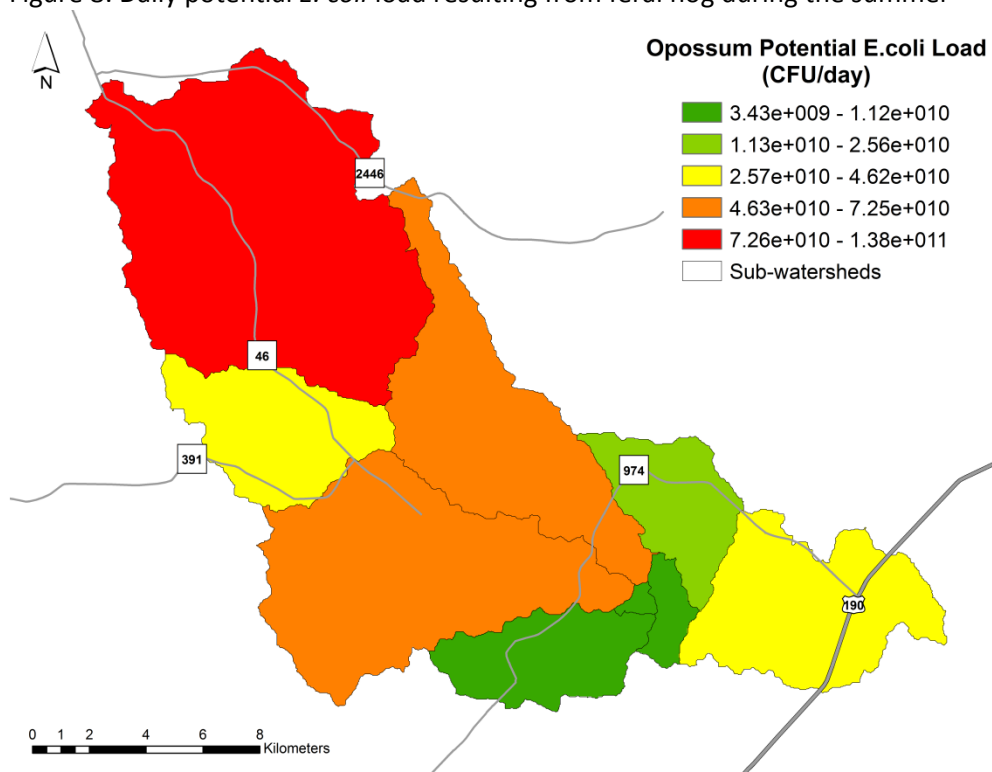 Figure 8. Daily potential E. coli load resulting from feral hog during the summer
N
Opossum Potential E.coli Load
(CFU/day)
3.43e+009 - 1.12e+010
1.13e+010 - 2.56e+010
2.57e+010 - 4.62e+010
4.63e+010 - 7.25e+010
7.26e+010 - 1.38e+011
Sub-watersheds
2446
46
391
974
190
0 1 2 4 6 8
Kilometers